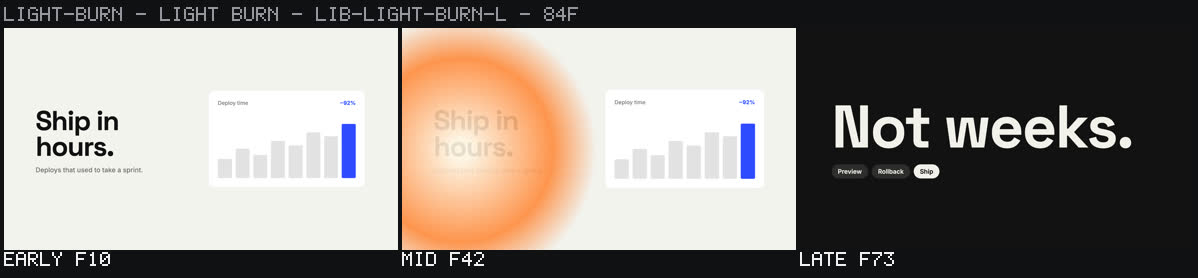 LIGHT-BURN – LIGHT BURN – LIB-LIGHT-BURN-L – 84F
Ship in
hours.
Deploys that used to take a sprint.
Deploy time
−92%
EARLY F10
Ship in
hours.
Deploy time
−92%
MID F42
Not weeks.
Preview
Rollback
Ship
LATE F73